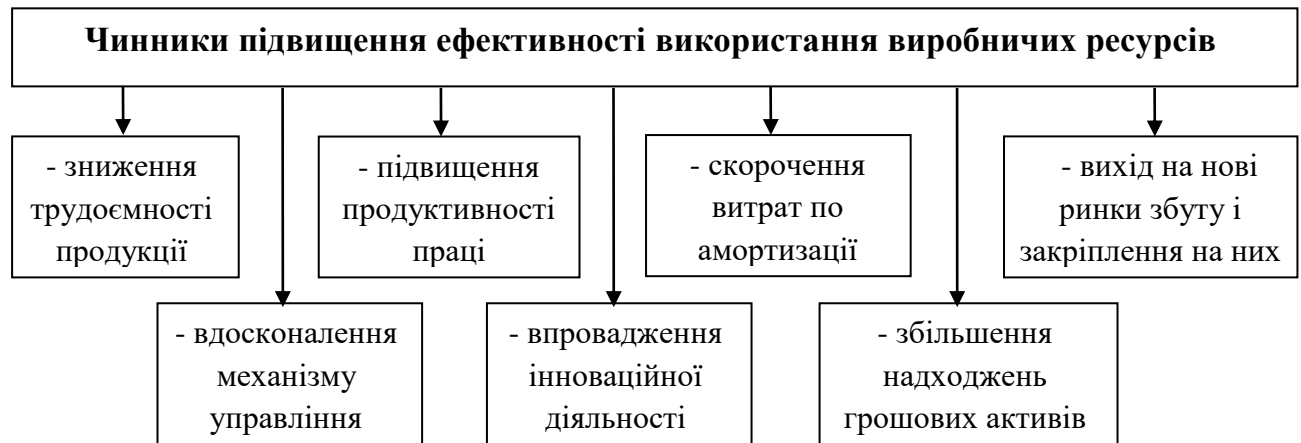 Чинники підвищення ефективності використання виробничих ресурсів
- зниження
трудоємності
продукції
- підвищення
продуктивності
праці
- скорочення
витрат по
амортизації
- вихід на нові
ринки збуту і
закріплення на них
- вдосконалення
механізму
управління
- впровадження
інноваційної
діяльності
- збільшення
надходжень
грошових активів